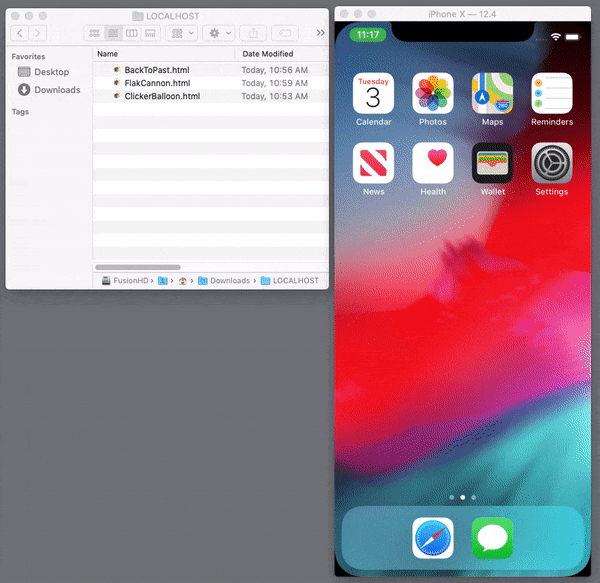 LOCALHOST
Favorites
Desktop
Downloads
Tags
Name
Date Modified
BackToPast.html
Today, 10:56 AM
FlakCannon.html
Today, 10:59 AM
ClickerBalloon.html
Today, 10:53 AM
FusionHD
Downloads
LOCALHOST
iPhone X — 12.4
11:17
Tuesday
3
Calendar
Photos
Maps
280
Reminders
News
Health
Wallet
Settings